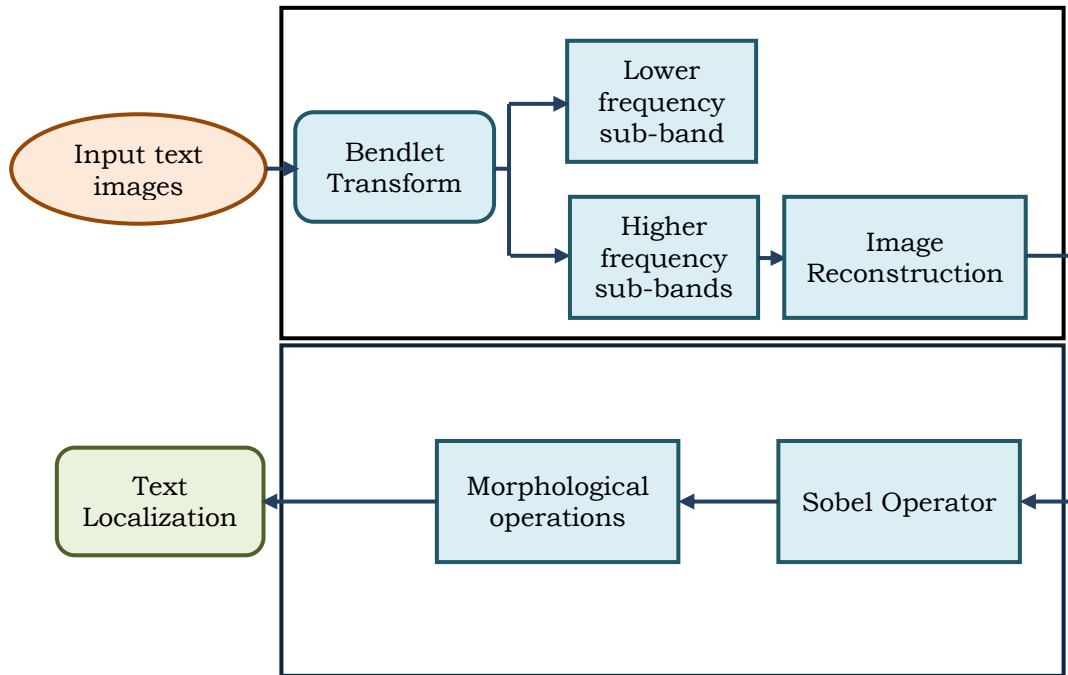 Input text
images
Bendlet
Transform
Lower
frequency
sub-band
Higher
frequency
sub-bands
Image
Reconstruction
Sobel Operator
Morphological
operations
Text
Localization